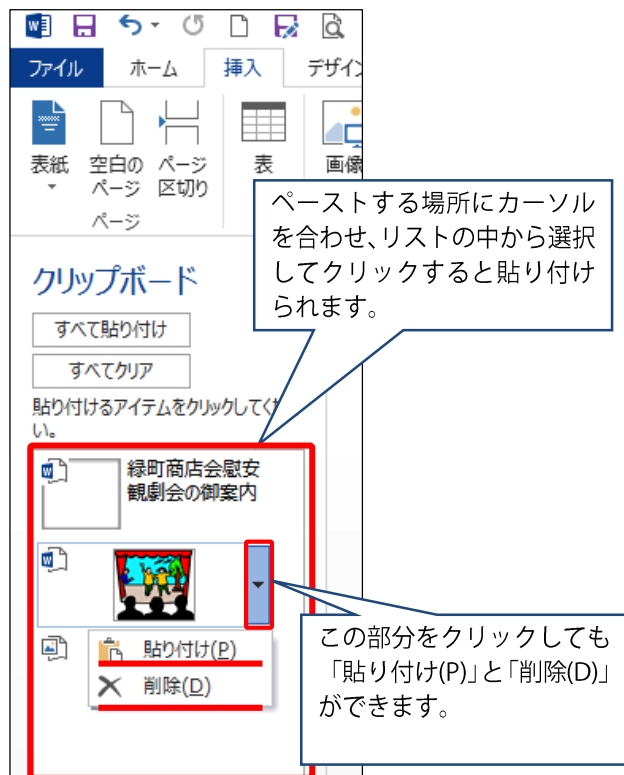 ファイル ホーム 挿入 デザイン
表紙 空白の ページ 表 画像
ページ 区切り
ページ
ペーストする場所にカーソル
を合わせ、リストの中から選択
してクリックすると貼り付け
られます。
クリップボード
すべて貼り付け
すべてクリア
貼り付けるアイテムをクリックしてくだ
い。
緑町商店会慰安
観劇会の御案内
貼り付け(P)
削除(D)
この部分をクリックしても
「貼り付け(P)」と「削除(D)」
ができます。